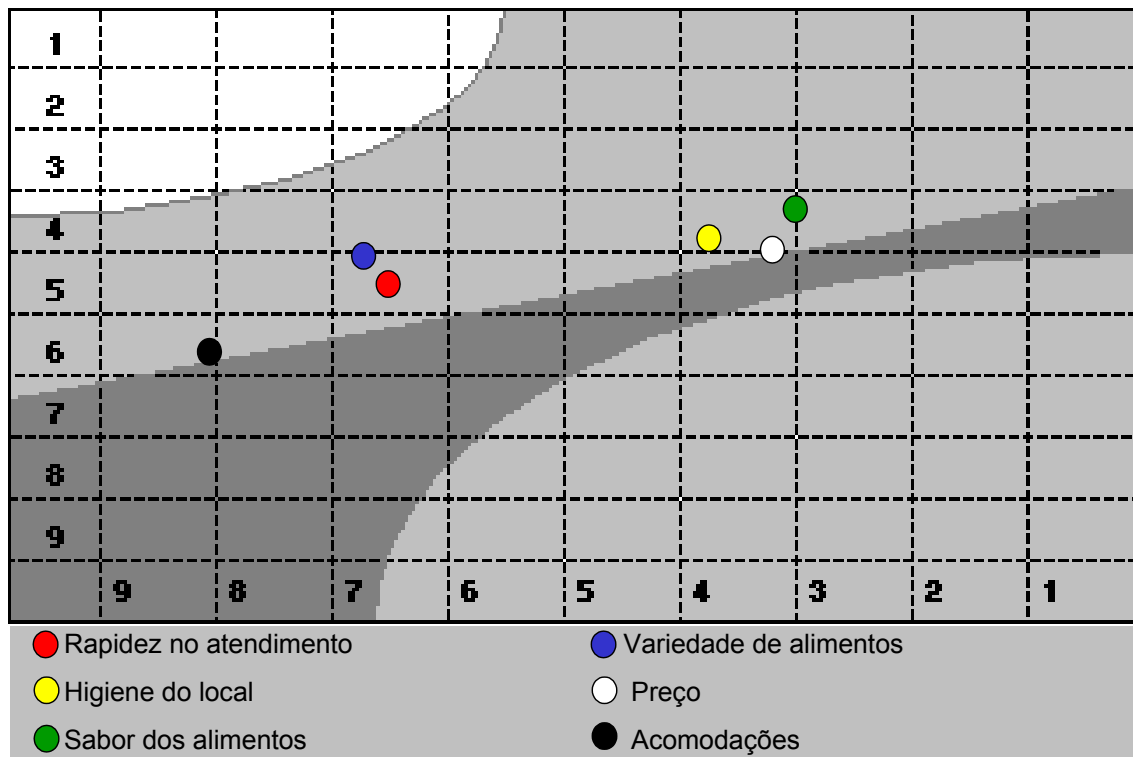 1
2
3
4
5
6
7
8
9
9 8 7 6 5 4 3 2 1
Rapidez no atendimento Variedade de alimentos
Higiene do local Preço
Sabor dos alimentos Acomodações